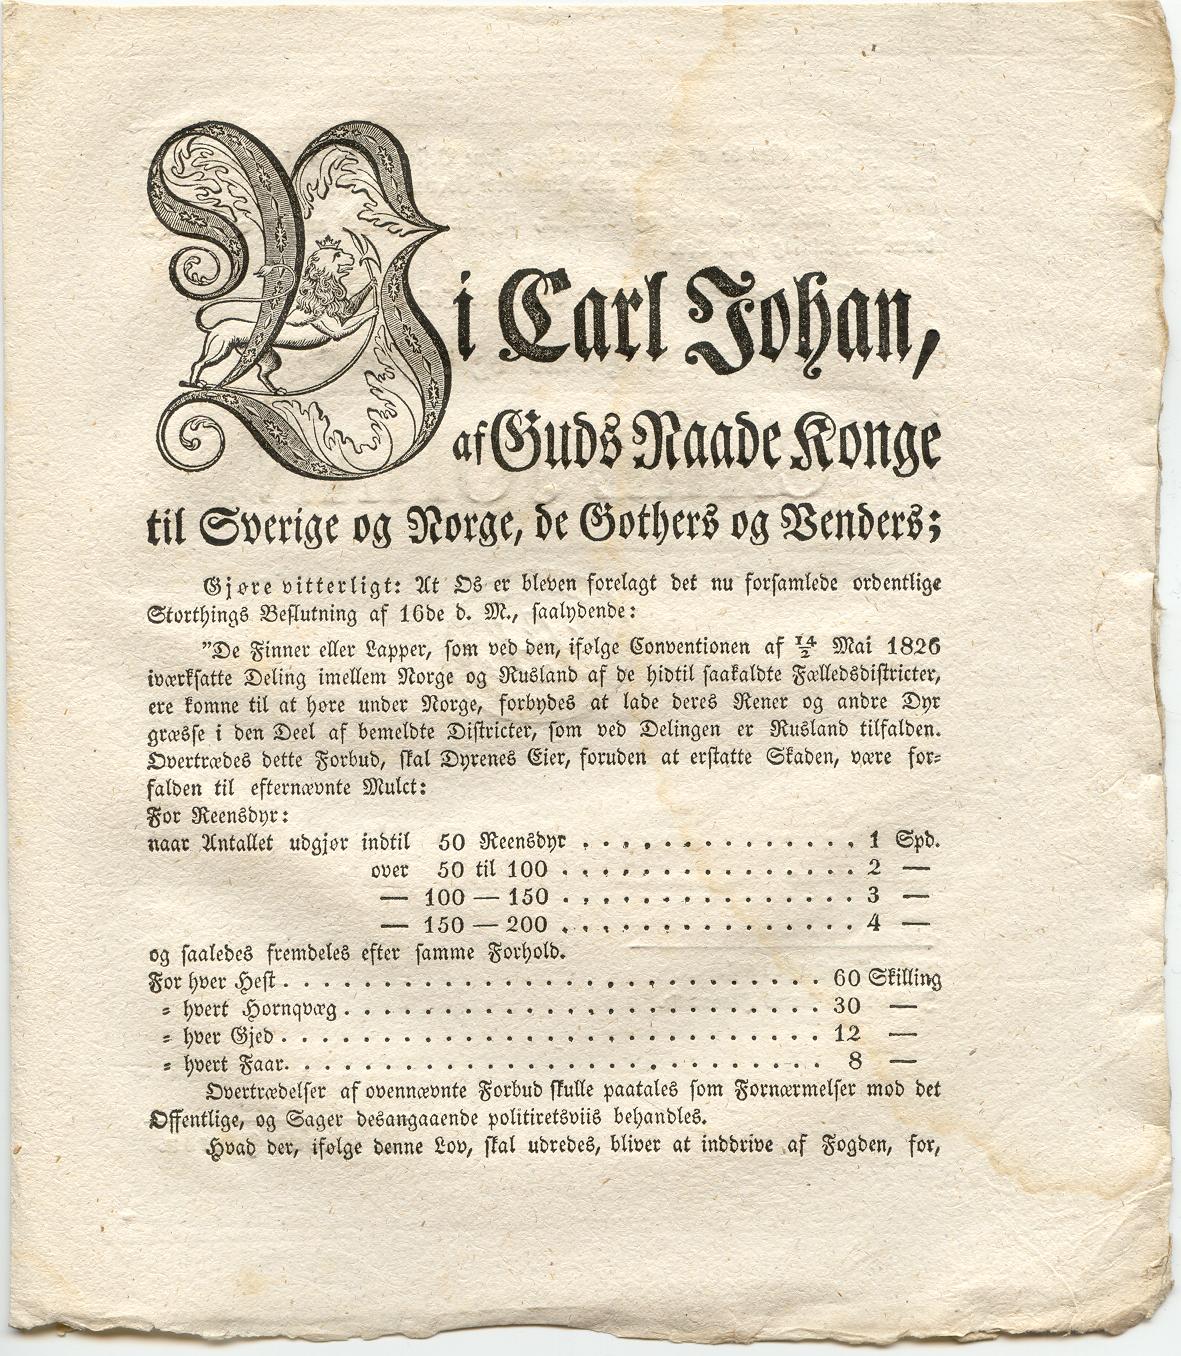 Vi Carl Johan,
af Guds Naade Konge
til Sverige og Norge, de Gothers og Venders;
Gjøre vitterligt: At Os er bleven forelagt det nu forsamlede ordentlige
Storthings Beslutning af 16de d. M., saalydende:
"De Finner eller Lapper, som ved den, ifølge Conventionen af 14/2 Mai 1826
iværksatte Deling imellem Norge og Rusland af de hidtil saakaldte Fælledsdistricter,
ere komne til at høre under Norge, forbydes at lade deres Rener og andre Dyr
græsse i den Deel af bemeldte Districter, som ved Delingen er Rusland tilfalden.
Overtrædes dette Forbud, skal Dyrenes Eier, foruden at erstatte Skaden, være for=
falden til efternævnte Mulct:
For Reensdyr:
naar Antallet udgjør indtil 50 Reensdyr . . . . . . . . . . . . . . 1 Spd.
over 50 til 100 . . . . . . . . . . . . . . . 2 —
— 100 — 150 . . . . . . . . . . . . . . . 3 —
— 150 — 200 . . . . . . . . . . . . . . . 4 —
og saaledes fremdeles efter samme Forhold.
For hver Hest . . . . . . . . . . . . . . . . . . . . . . . . . . . 60 Skilling
= hvert Hornqvæg . . . . . . . . . . . . . . . . . . . . . . . . 30 —
= hver Gjed . . . . . . . . . . . . . . . . . . . . . . . . . . . 12 —
= hvert Faar . . . . . . . . . . . . . . . . . . . . . . . . . . . 8 —
Overtrædelser af ovennævnte Forbud skulle paatales som Fornærmelser mod det
Offentlige, og Sager desangaaende politiretsviis behandles.
Hvad der, ifølge denne Lov, skal udredes, bliver at inddrive af Fogden, for,